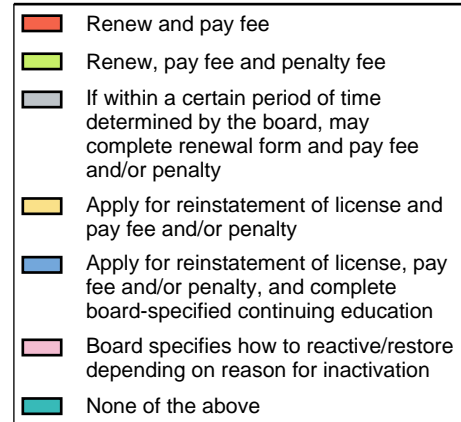 Renew and pay fee
Renew, pay fee and penalty fee
If within a certain period of time
determined by the board, may
complete renewal form and pay fee
and/or penalty
Apply for reinstatement of license and
pay fee and/or penalty
Apply for reinstatement of license, pay
fee and/or penalty, and complete
board-specified continuing education
Board specifies how to reactive/restore
depending on reason for inactivation
None of the above